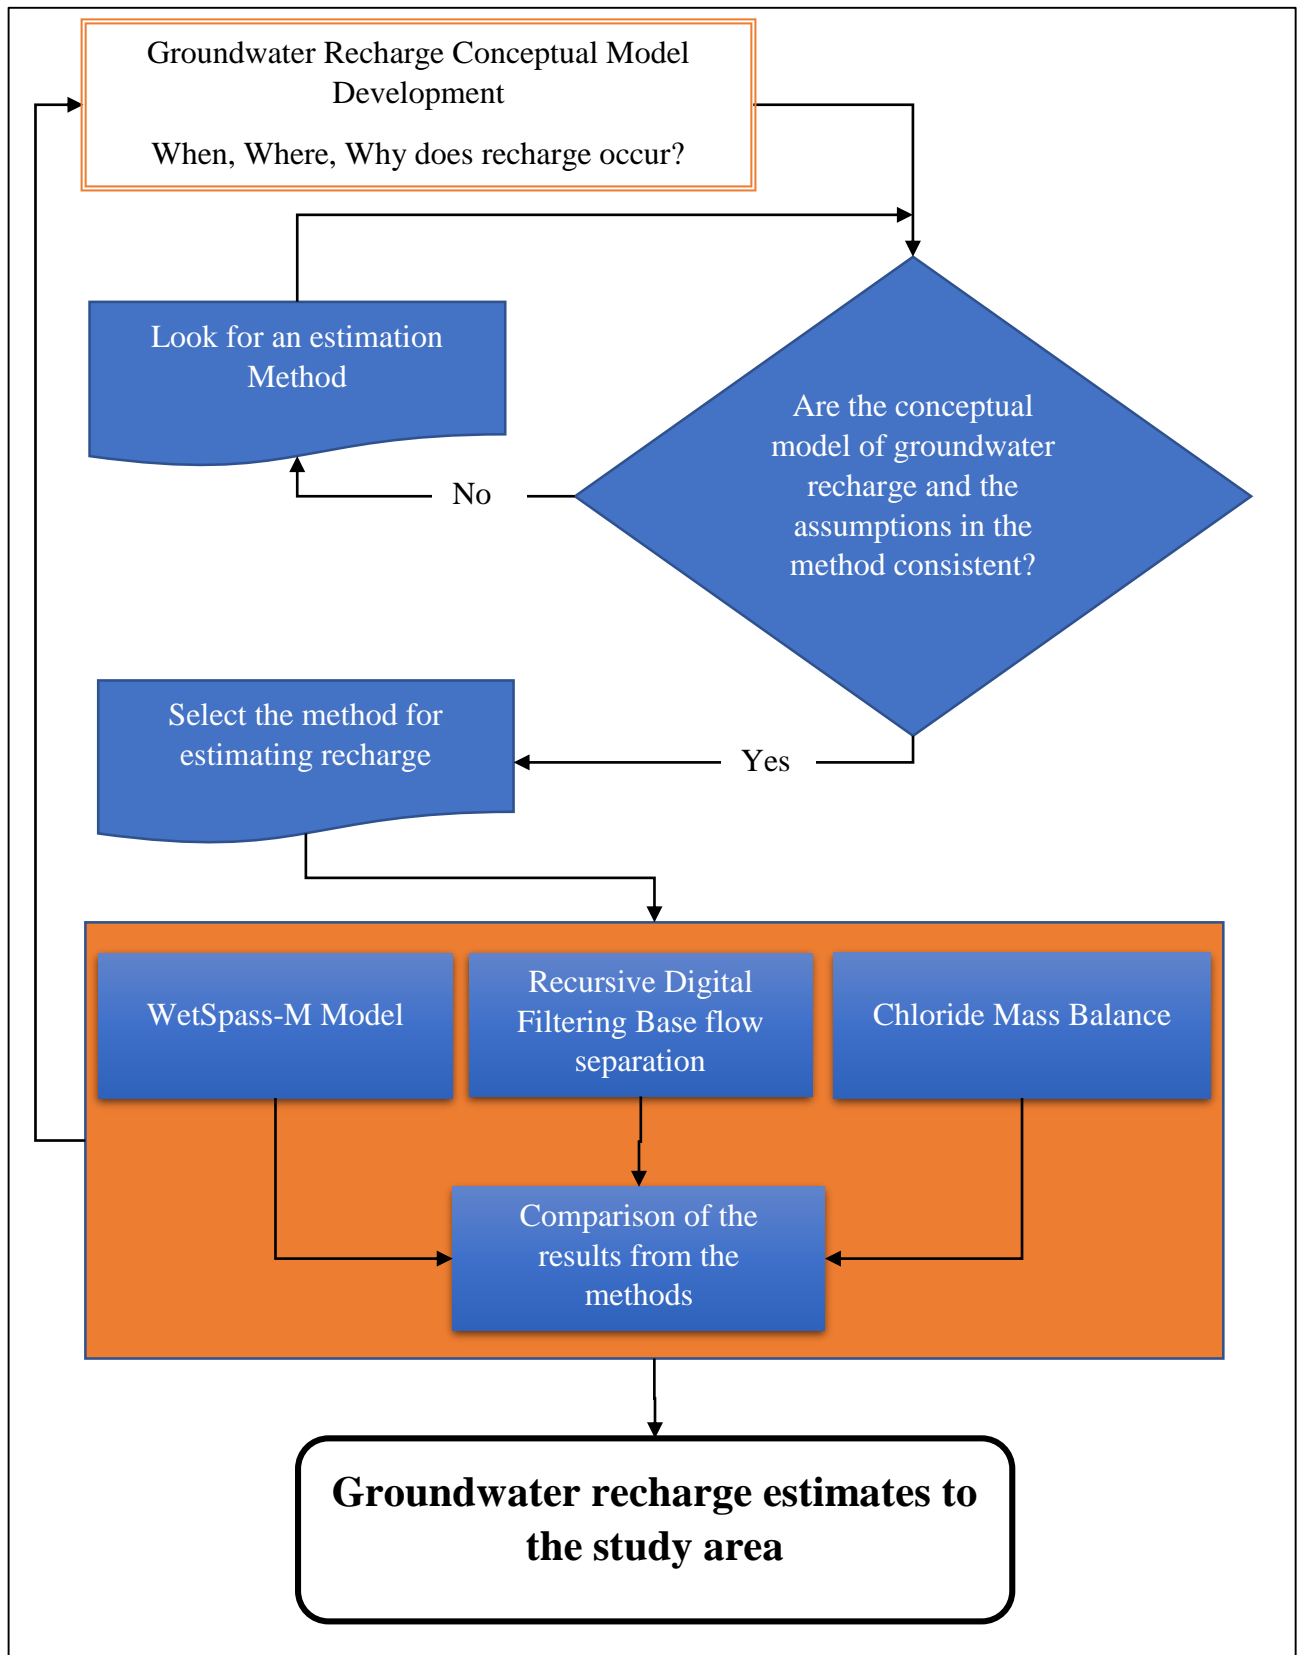 Groundwater Recharge Conceptual Model
Development
When, Where, Why does recharge occur?
Look for an estimation
Method
Are the conceptual
model of groundwater
recharge and the
assumptions in the
method consistent?
No
Select the method for
estimating recharge
Yes
WetSpass-M Model
Recursive Digital
Filtering Base flow
separation
Chloride Mass Balance
Comparison of the
results from the
methods
Groundwater recharge estimates to
the study area